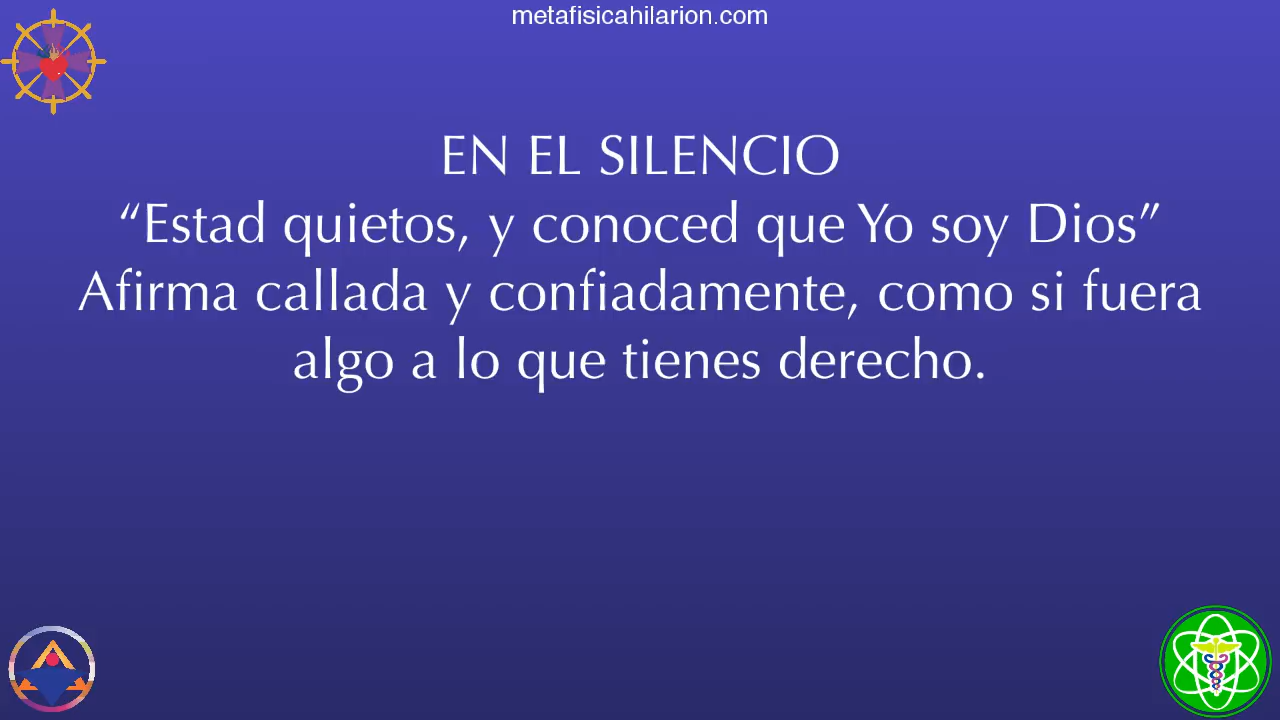 metafisicahilarion.com
EN EL SILENCIO
“Estad quietos, y conoced que Yo soy Dios”
Afirma callada y confiadamente, como si fuera
algo a lo que tienes derecho.